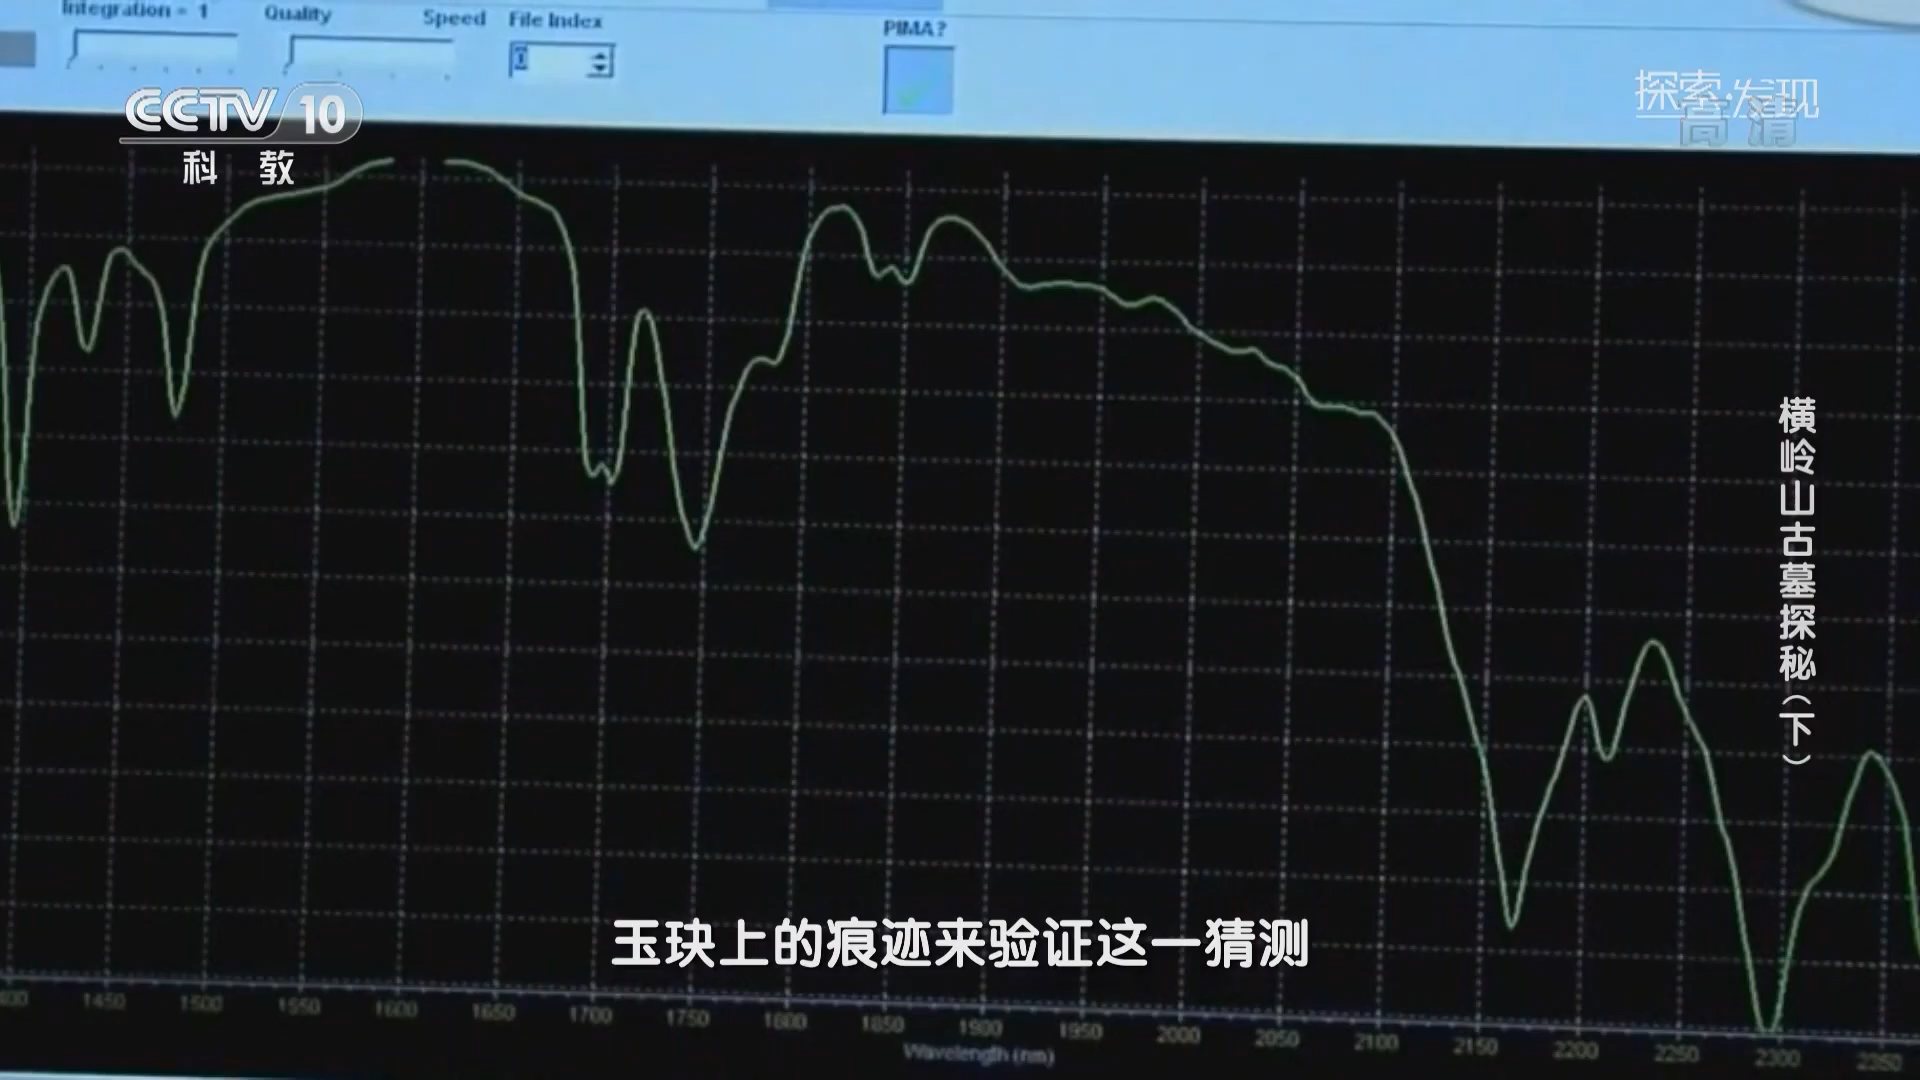 Integration = 1
Quality
Speed
File Index
PIMA?
CCTV 10
科 教
探索·发现
高清
横岭山古墓探秘（下）
玉玦上的痕迹来验证这一猜测
1450 1500 1550 1600 1650 1700 1750 1800 1850 1900 1950 2000 2050 2100 2150 2200 2250 2300 2350
Wavelength (nm)